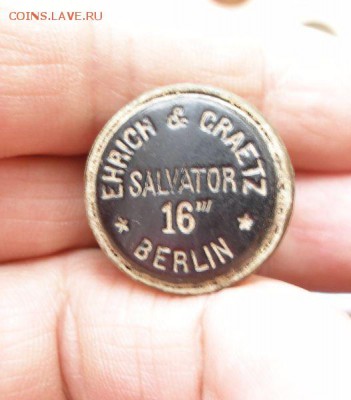 COINS.LAVE.RU
EHRICH & GRAETZ
SALVATOR
16'''
★ BERLIN ★